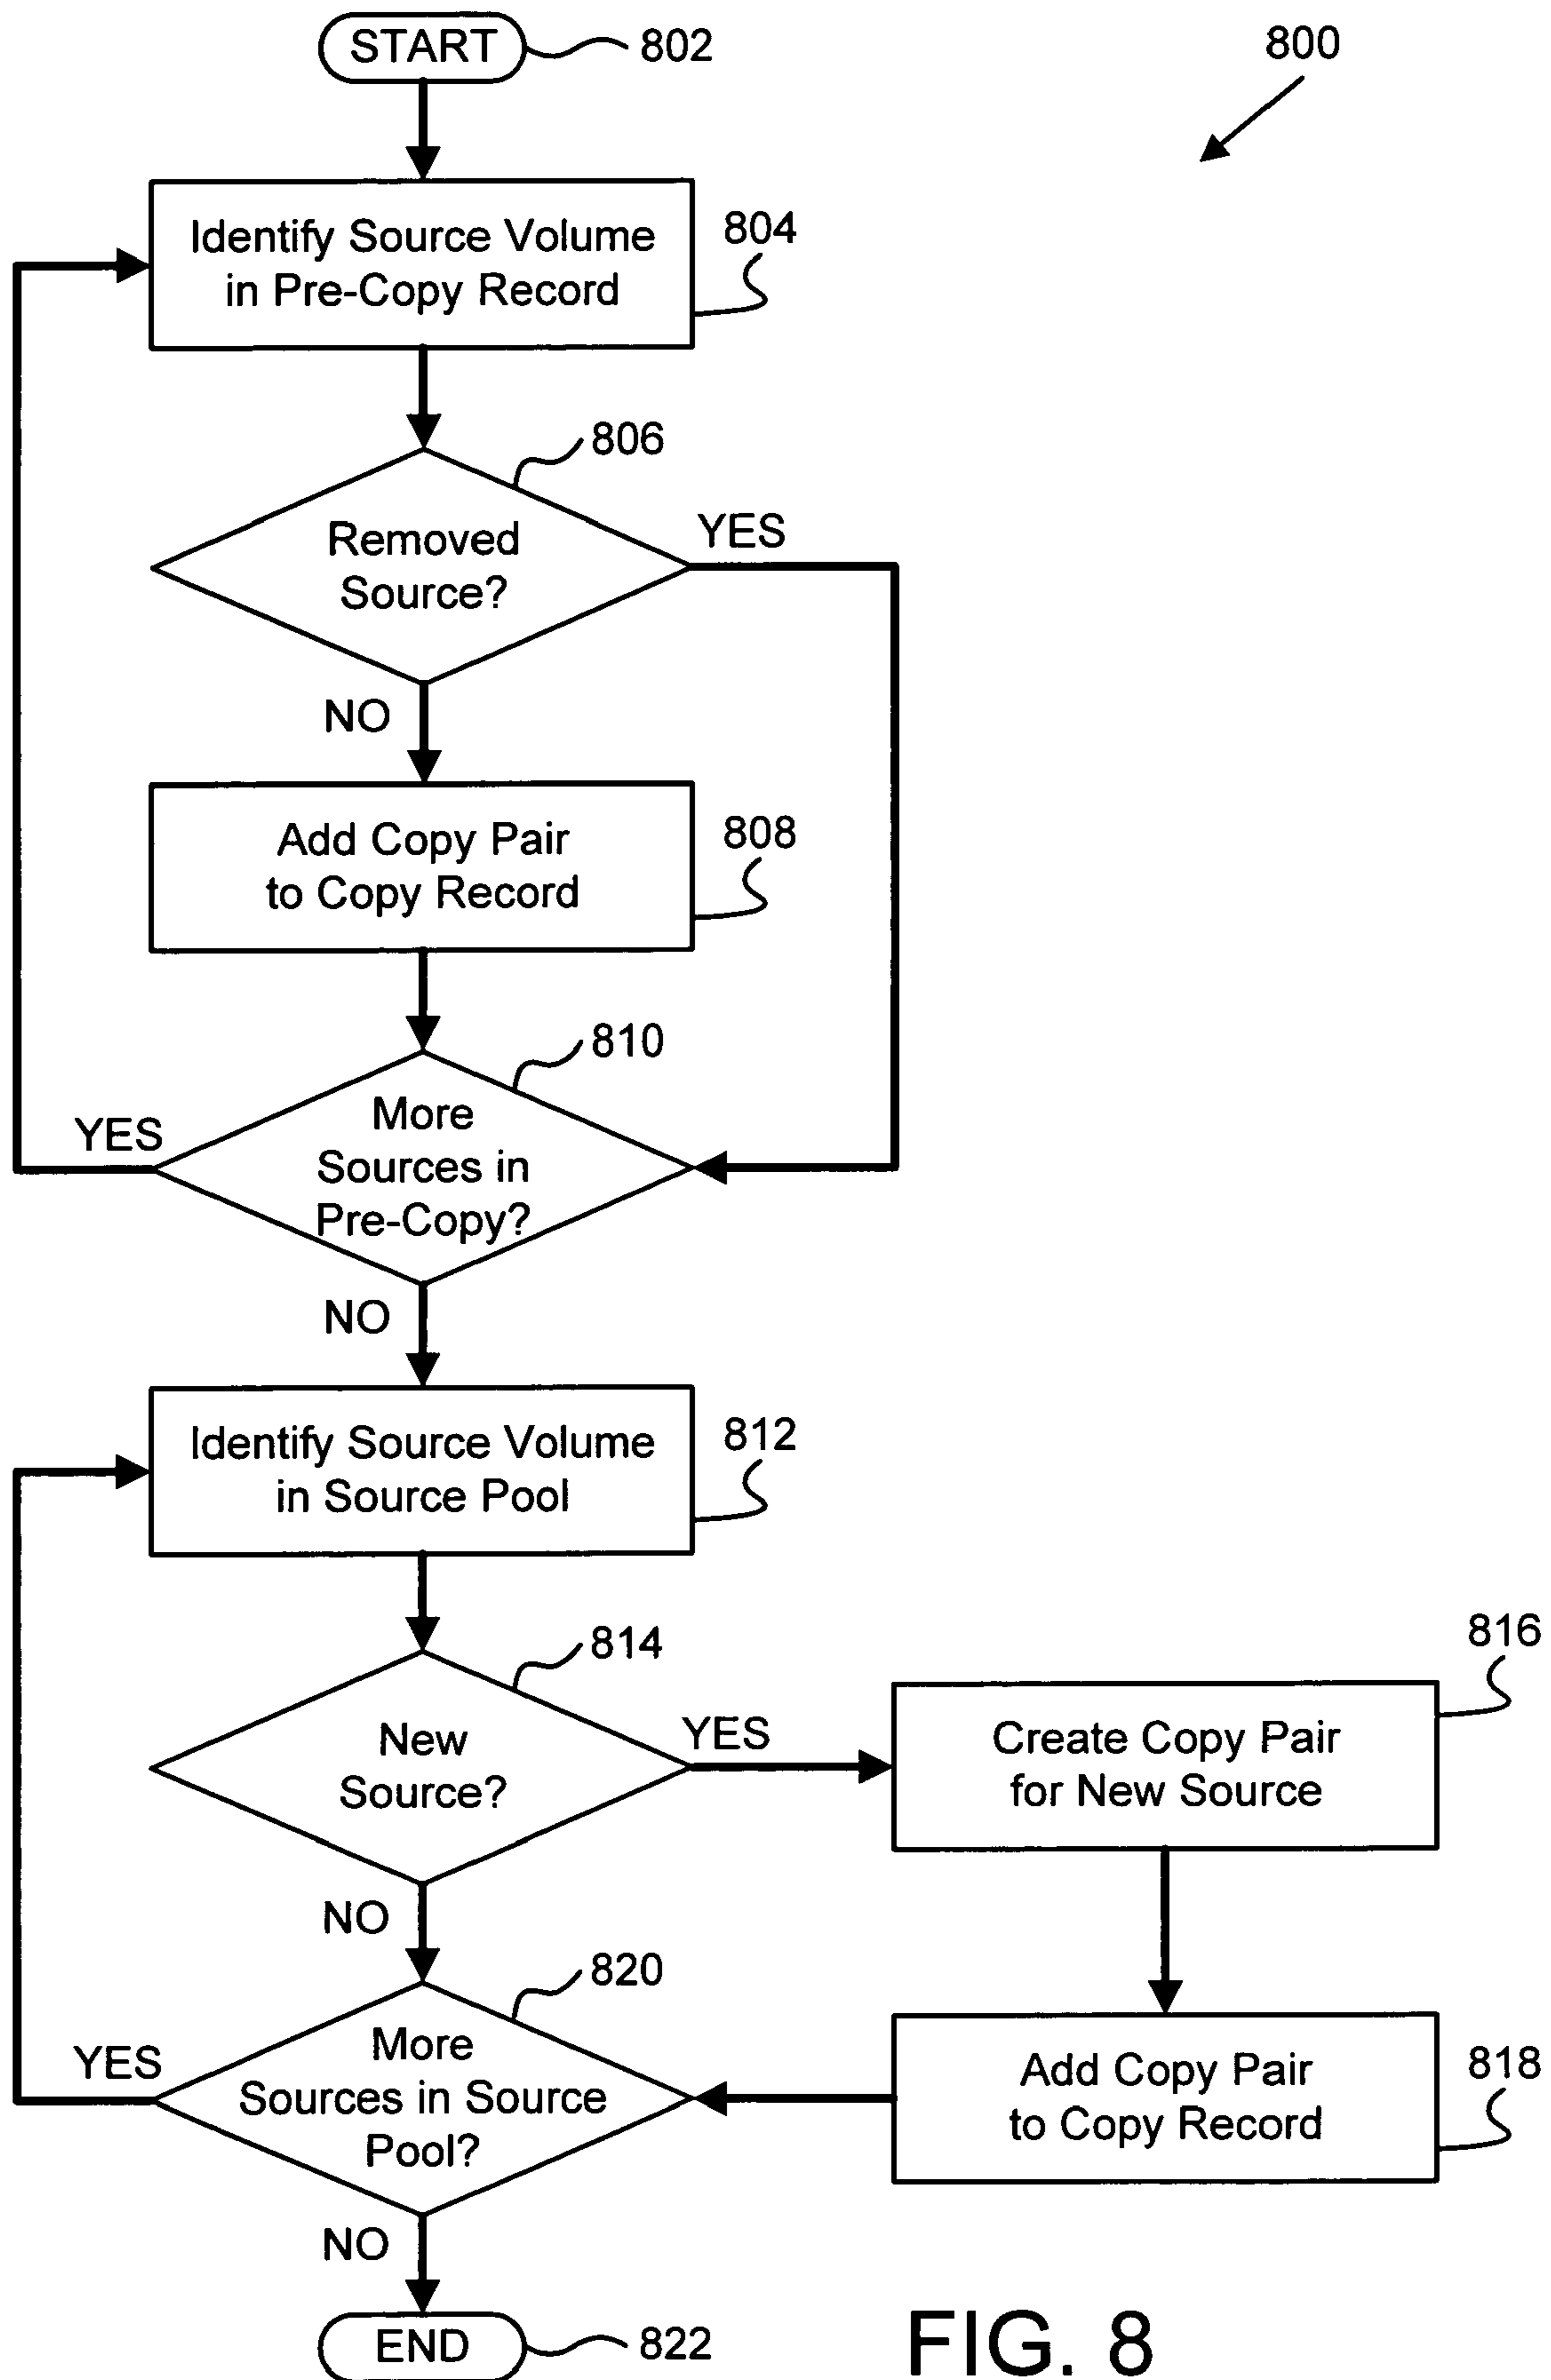 START
802
800
Identify Source Volume
in Pre-Copy Record
804
806
Removed
Source?
YES
NO
Add Copy Pair
to Copy Record
808
810
More
Sources in
Pre-Copy?
YES
NO
Identify Source Volume
in Source Pool
812
814
New
Source?
YES
816
Create Copy Pair
for New Source
NO
820
More
Sources in Source
Pool?
YES
Add Copy Pair
to Copy Record
818
NO
END
822
FIG. 8